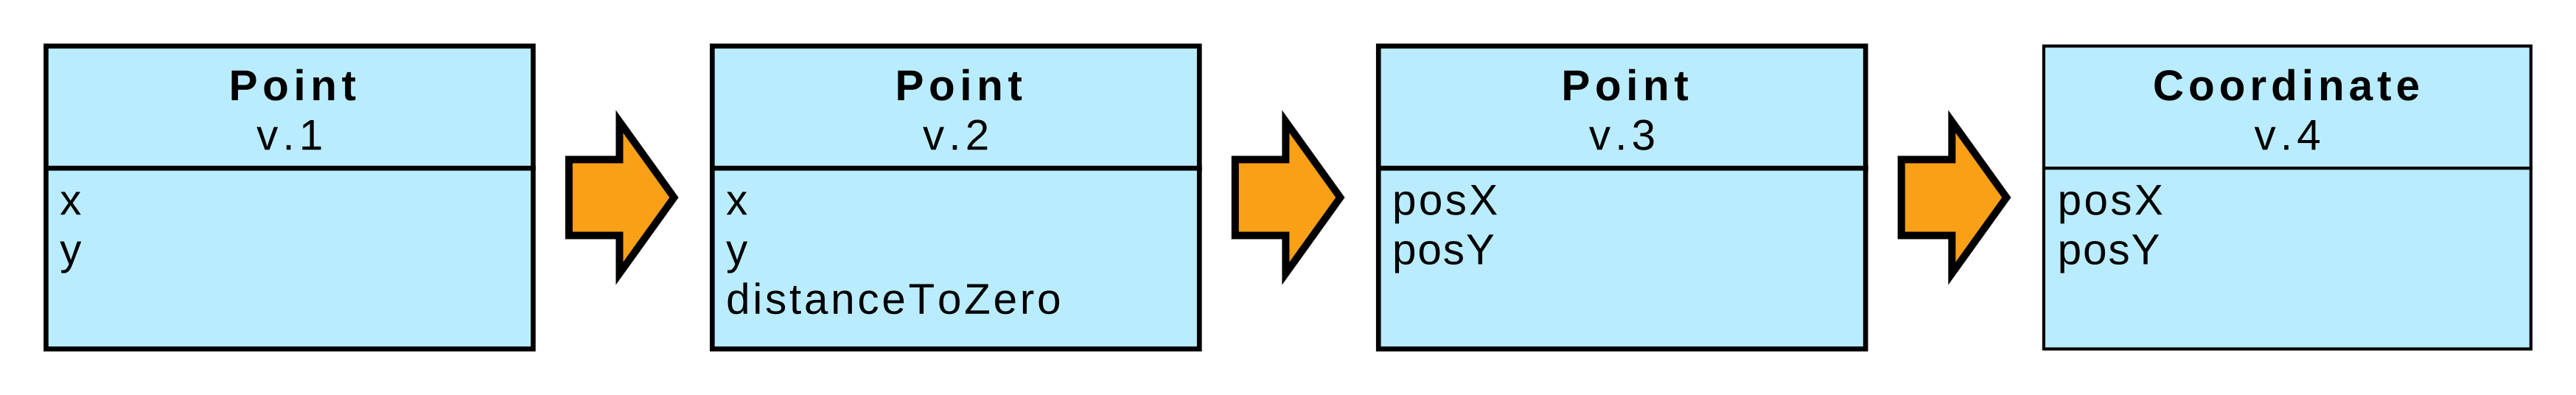 Point
v.1
x
y
Point
v.2
x
y
distanceToZero
Point
v.3
posX
posY
Coordinate
v.4
posX
posY